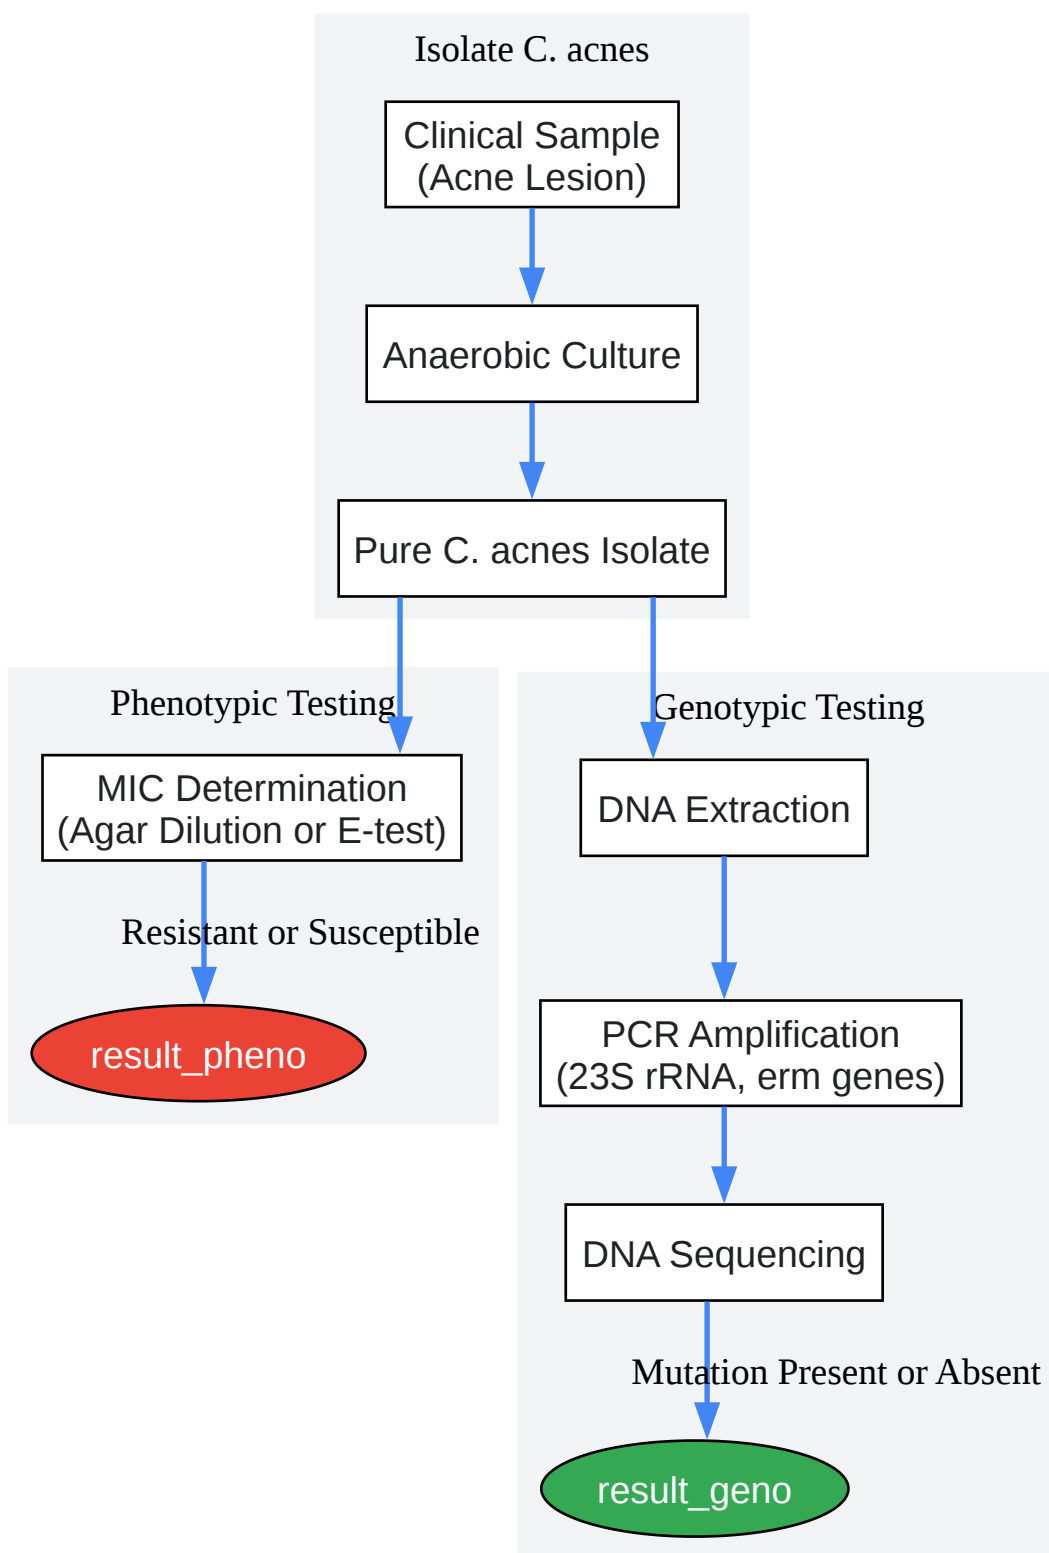 Isolate C. acnes
Clinical Sample
(Acne Lesion)
Anaerobic Culture
Pure C. acnes Isolate
Phenotypic Testing
MIC Determination
(Agar Dilution or E-test)
Resistant or Susceptible
result_pheno
Genotypic Testing
DNA Extraction
PCR Amplification
(23S rRNA, erm genes)
DNA Sequencing
Mutation Present or Absent
result_geno